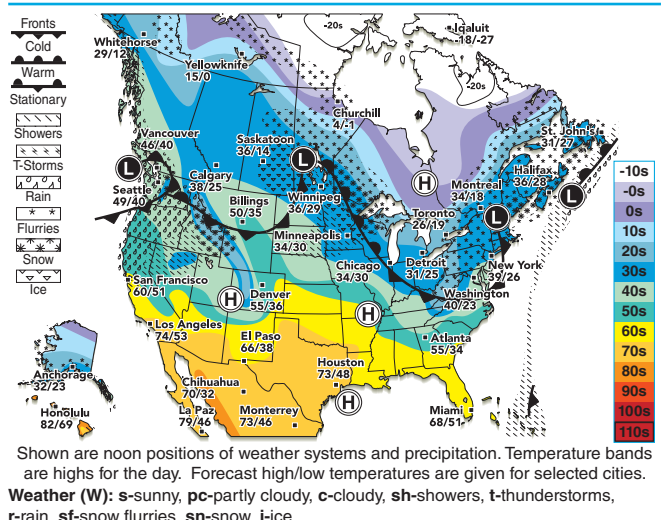 Fronts
Cold
Warm
Stationary
Showers
T-Storms
Rain
Flurries
Snow
Ice
-20s
Iqaluit
-18/-27
Whitehorse
29/12
Yellowknife
15/0
-20s
Churchill
4/-1
Vancouver
46/40
Saskatoon
36/14
St. John's
31/27
L
Calgary
38/25
L
Winnipeg
36/29
H
Montreal
34/18
Halifax
36/28
L
Seattle
49/40
Billings
50/35
Toronto
26/19
L
Minneapolis
34/30
San Francisco
60/51
Denver
55/36
Chicago
34/30
Detroit
31/25
New York
39/26
H
H
Washington
40/23
Los Angeles
74/53
El Paso
66/38
Atlanta
55/34
Anchorage
32/23
Chihuahua
70/32
Houston
73/48
H
Honolulu
82/69
La Paz
79/46
Monterrey
73/46
Miami
68/51
-10s
-0s
0s
10s
20s
30s
40s
50s
60s
70s
80s
90s
100s
110s
Shown are noon positions of weather systems and precipitation. Temperature bands
are highs for the day. Forecast high/low temperatures are given for selected cities.
Weather (W): s-sunny, pc-partly cloudy, c-cloudy, sh-showers, t-thunderstorms,
r-rain, sf-snow flurries, sn-snow, i-ice